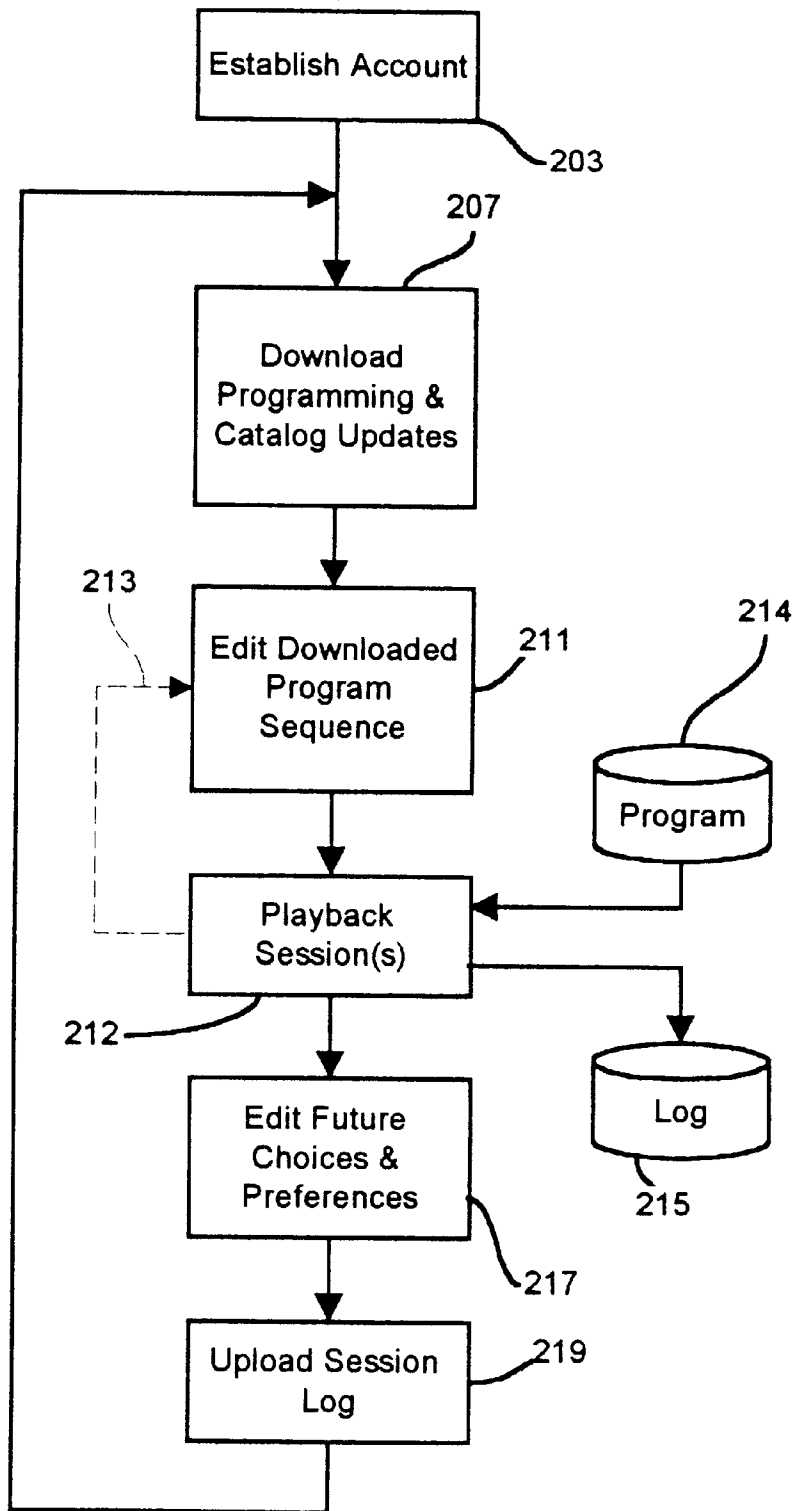 Establish Account
203
207
Download
Programming &
Catalog Updates
213
Edit Downloaded
Program
Sequence
211
214
Program
Playback
Session(s)
212
Log
215
Edit Future
Choices &
Preferences
217
Upload Session
Log
219